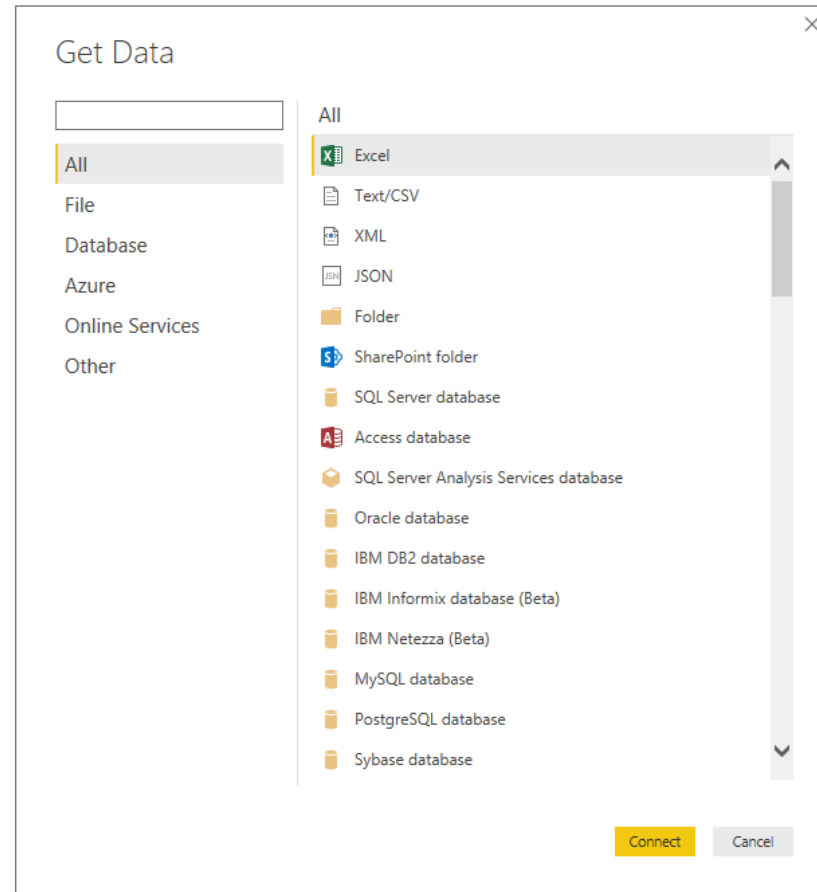 Get Data
All
File
Database
Azure
Online Services
Other
All
Excel
Text/CSV
XML
JSON
Folder
SharePoint folder
SQL Server database
Access database
SQL Server Analysis Services database
Oracle database
IBM DB2 database
IBM Informix database (Beta)
IBM Netezza (Beta)
MySQL database
PostgreSQL database
Sybase database
Connect
Cancel